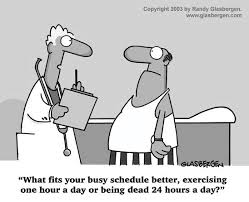 Copyright 2003 by Randy Glasbergen.
www.glasbergen.com
GLASBERGEN
“What fits your busy schedule better, exercising
one hour a day or being dead 24 hours a day?”